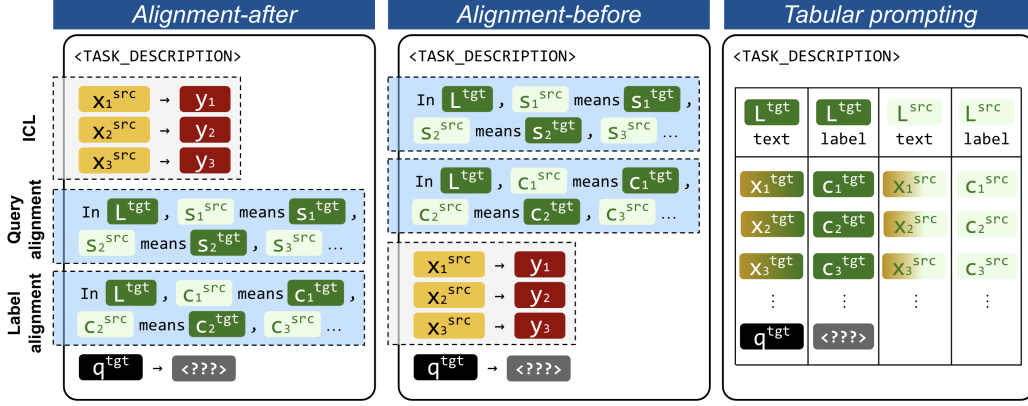 Alignment-after
<TASK_DESCRIPTION>
ICL
x₁ˢʳᶜ → y₁
x₂ˢʳᶜ → y₂
x₃ˢʳᶜ → y₃
Query
alignment
In Lᵗᵍᵗ , s₁ˢʳᶜ means s₁ᵗᵍᵗ ,
s₂ˢʳᶜ means s₂ᵗᵍᵗ , s₃ˢʳᶜ ...
Label
alignment
In Lᵗᵍᵗ , c₁ˢʳᶜ means c₁ᵗᵍᵗ ,
c₂ˢʳᶜ means c₂ᵗᵍᵗ , c₃ˢʳᶜ ...
qᵗᵍᵗ → <???>
Alignment-before
<TASK_DESCRIPTION>
In Lᵗᵍᵗ , s₁ˢʳᶜ means s₁ᵗᵍᵗ ,
s₂ˢʳᶜ means s₂ᵗᵍᵗ , s₃ˢʳᶜ ...
In Lᵗᵍᵗ , c₁ˢʳᶜ means c₁ᵗᵍᵗ ,
c₂ˢʳᶜ means c₂ᵗᵍᵗ , c₃ˢʳᶜ ...
x₁ˢʳᶜ → y₁
x₂ˢʳᶜ → y₂
x₃ˢʳᶜ → y₃
qᵗᵍᵗ → <???>
Tabular prompting
<TASK_DESCRIPTION>
Lᵗᵍᵗ Lᵗᵍᵗ Lˢʳᶜ Lˢʳᶜ
text label text label
x₁ᵗᵍᵗ c₁ᵗᵍᵗ x₁ˢʳᶜ c₁ˢʳᶜ
x₂ᵗᵍᵗ c₂ᵗᵍᵗ x₂ˢʳᶜ c₂ˢʳᶜ
x₃ᵗᵍᵗ c₃ᵗᵍᵗ x₃ˢʳᶜ c₃ˢʳᶜ
⋮ ⋮ ⋮ ⋮
qᵗᵍᵗ <???>